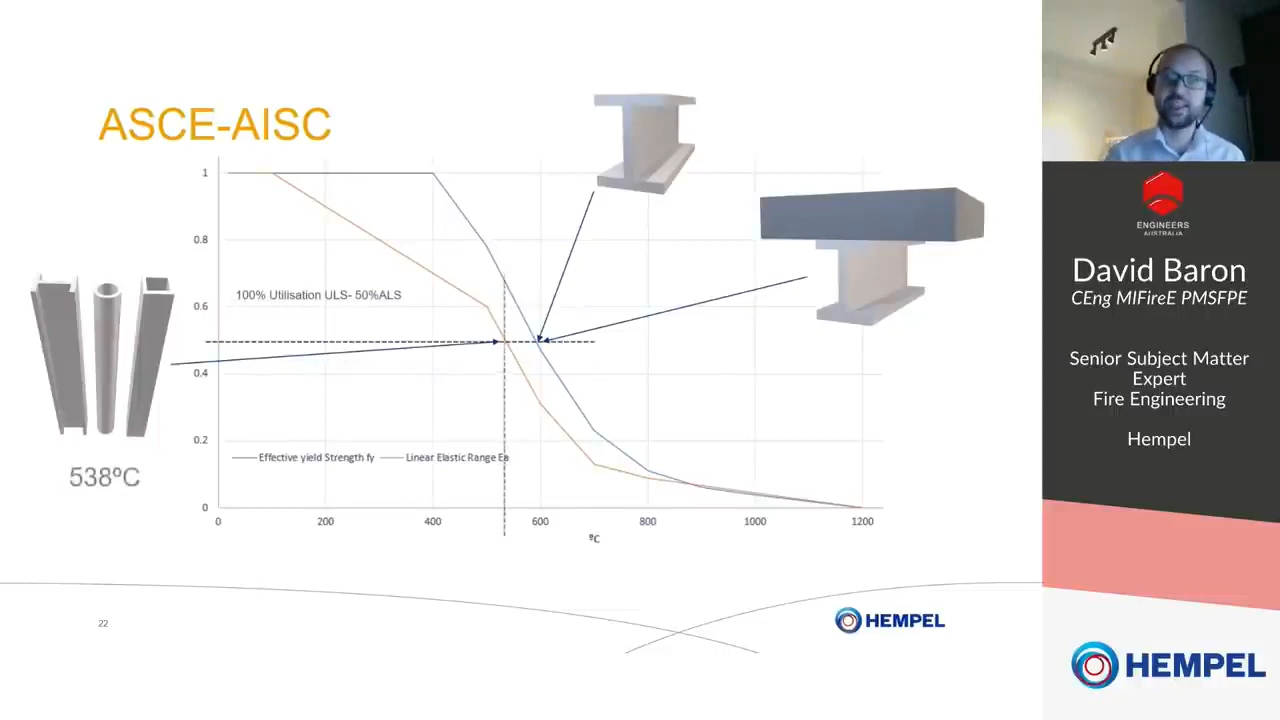 ASCE-AISC
1
0.8
0.6
0.4
0.2
0
100% Utilisation ULS- 50%ALS
Effective yield Strength fy
Linear Elastic Range Ea
0
200
400
600
800
1000
1200
ºC
538ºC
22
HEMPEL
ENGINEERS
AUSTRALIA
David Baron
CEng MIFireE PMSFPE
Senior Subject Matter
Expert
Fire Engineering
Hempel
HEMPEL